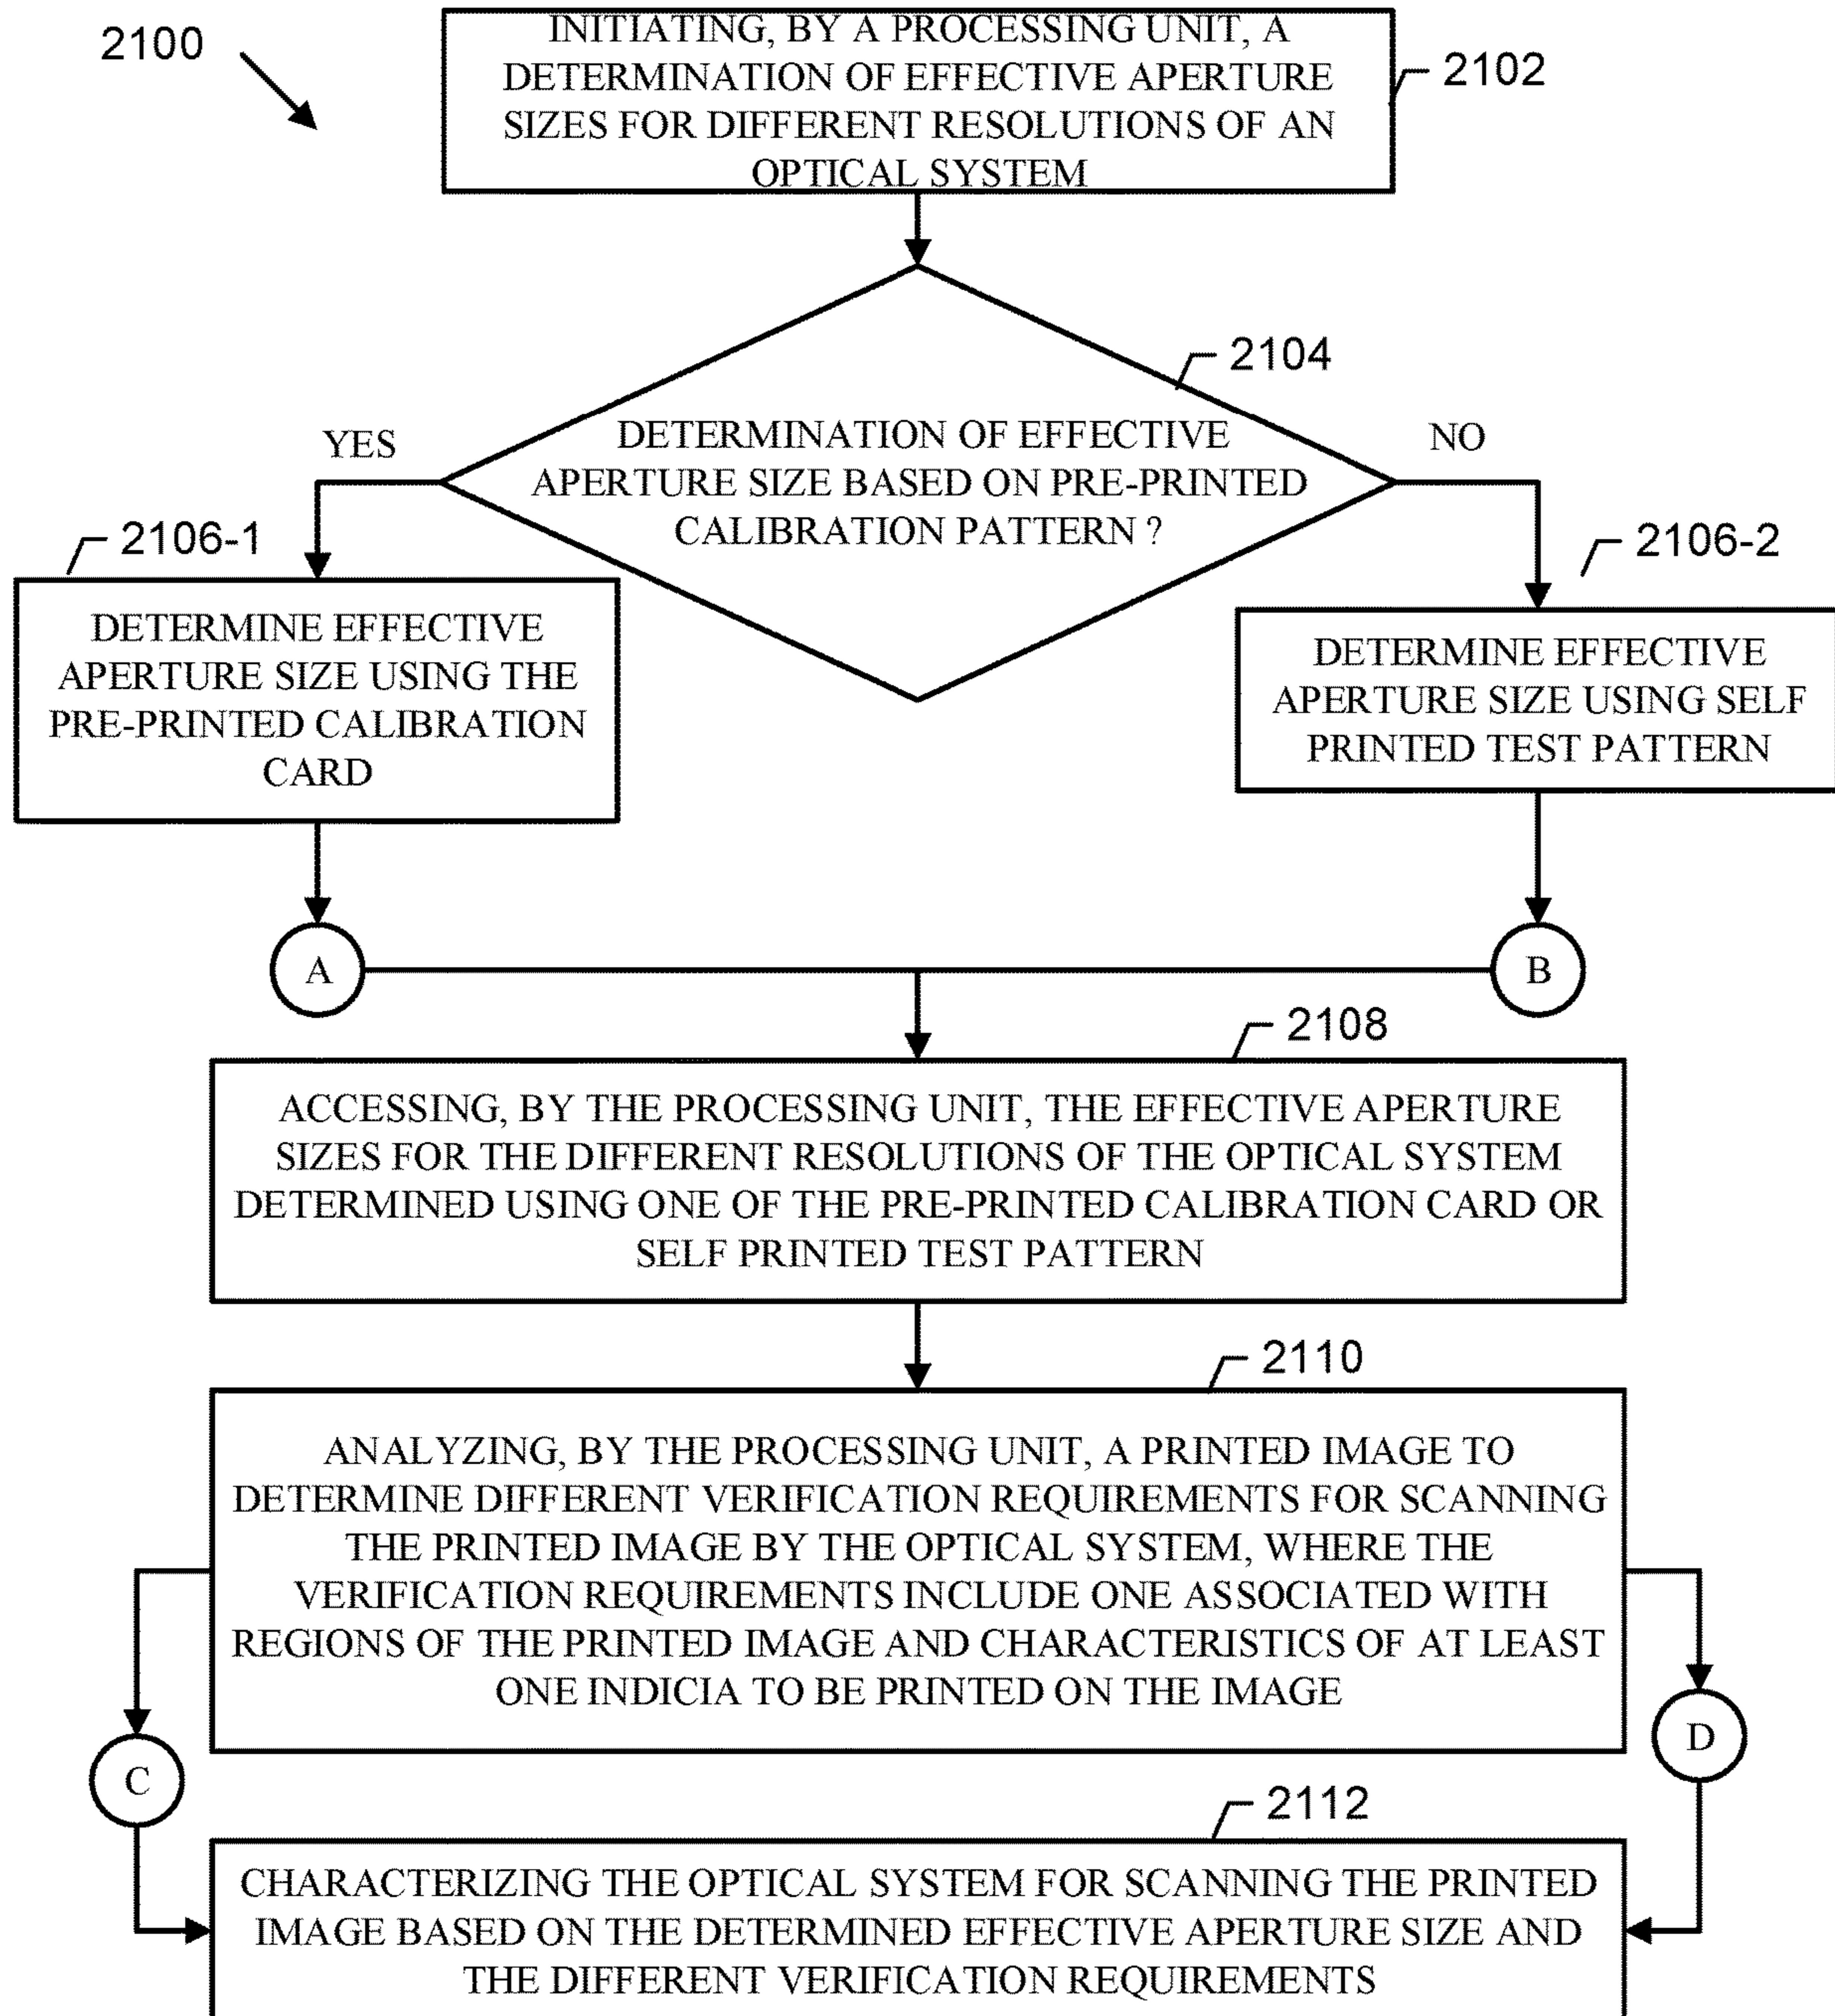 2100
INITIATING, BY A PROCESSING UNIT, A
DETERMINATION OF EFFECTIVE APERTURE
SIZES FOR DIFFERENT RESOLUTIONS OF AN
OPTICAL SYSTEM
2102
2104
DETERMINATION OF EFFECTIVE
APERTURE SIZE BASED ON PRE-PRINTED
CALIBRATION PATTERN ?
YES
NO
2106-1
DETERMINE EFFECTIVE
APERTURE SIZE USING THE
PRE-PRINTED CALIBRATION
CARD
2106-2
DETERMINE EFFECTIVE
APERTURE SIZE USING SELF
PRINTED TEST PATTERN
A
B
2108
ACCESSING, BY THE PROCESSING UNIT, THE EFFECTIVE APERTURE
SIZES FOR THE DIFFERENT RESOLUTIONS OF THE OPTICAL SYSTEM
DETERMINED USING ONE OF THE PRE-PRINTED CALIBRATION CARD OR
SELF PRINTED TEST PATTERN
2110
ANALYZING, BY THE PROCESSING UNIT, A PRINTED IMAGE TO
DETERMINE DIFFERENT VERIFICATION REQUIREMENTS FOR SCANNING
THE PRINTED IMAGE BY THE OPTICAL SYSTEM, WHERE THE
VERIFICATION REQUIREMENTS INCLUDE ONE ASSOCIATED WITH
REGIONS OF THE PRINTED IMAGE AND CHARACTERISTICS OF AT LEAST
ONE INDICIA TO BE PRINTED ON THE IMAGE
C
D
2112
CHARACTERIZING THE OPTICAL SYSTEM FOR SCANNING THE PRINTED
IMAGE BASED ON THE DETERMINED EFFECTIVE APERTURE SIZE AND
THE DIFFERENT VERIFICATION REQUIREMENTS